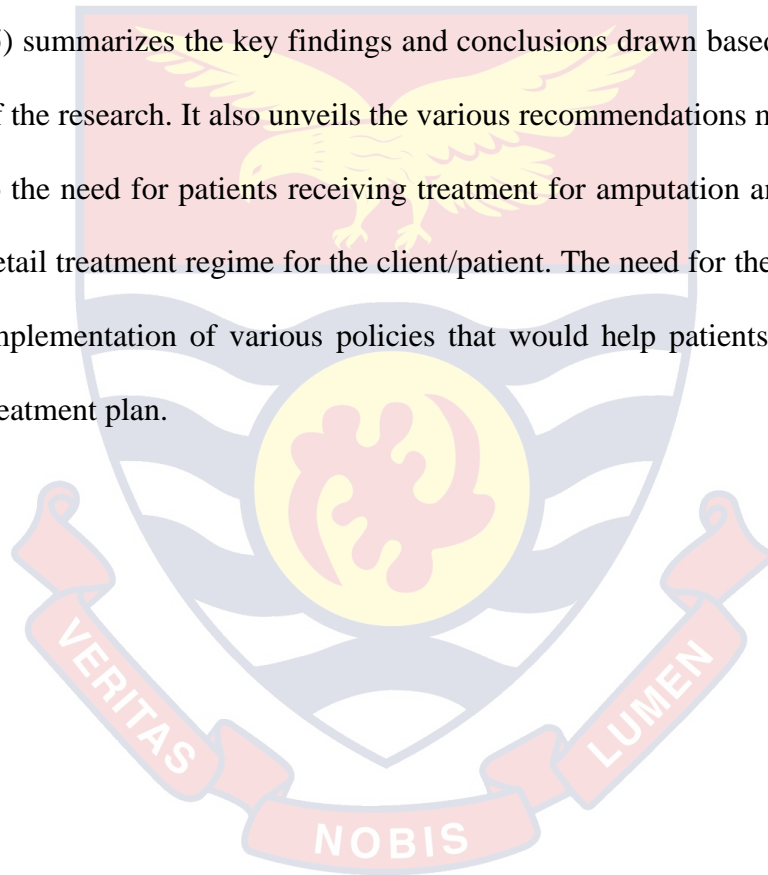 ) summarizes the key findings and conclusions drawn based
f the research. It also unveils the various recommendations
the need for patients receiving treatment for amputation
etail treatment regime for the client/patient. The need for the
mplementation of various policies that would help patients
eatment plan.
VERITAS
NOBIS
LUMEN